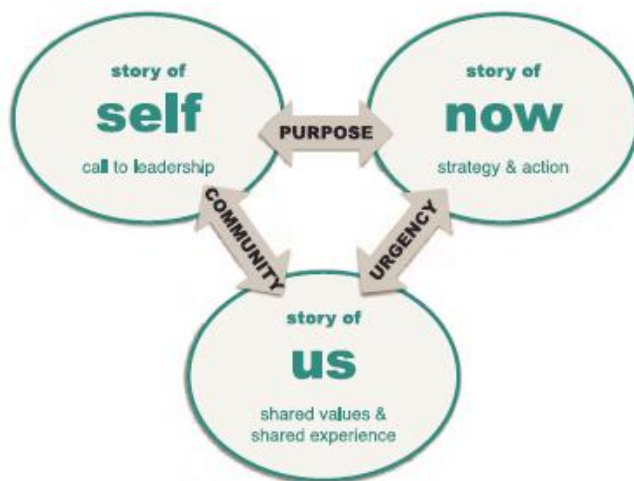 story of
self
call to leadership
PURPOSE
story of
now
strategy & action
COMMUNITY
URGENCY
story of
us
shared values &
shared experience